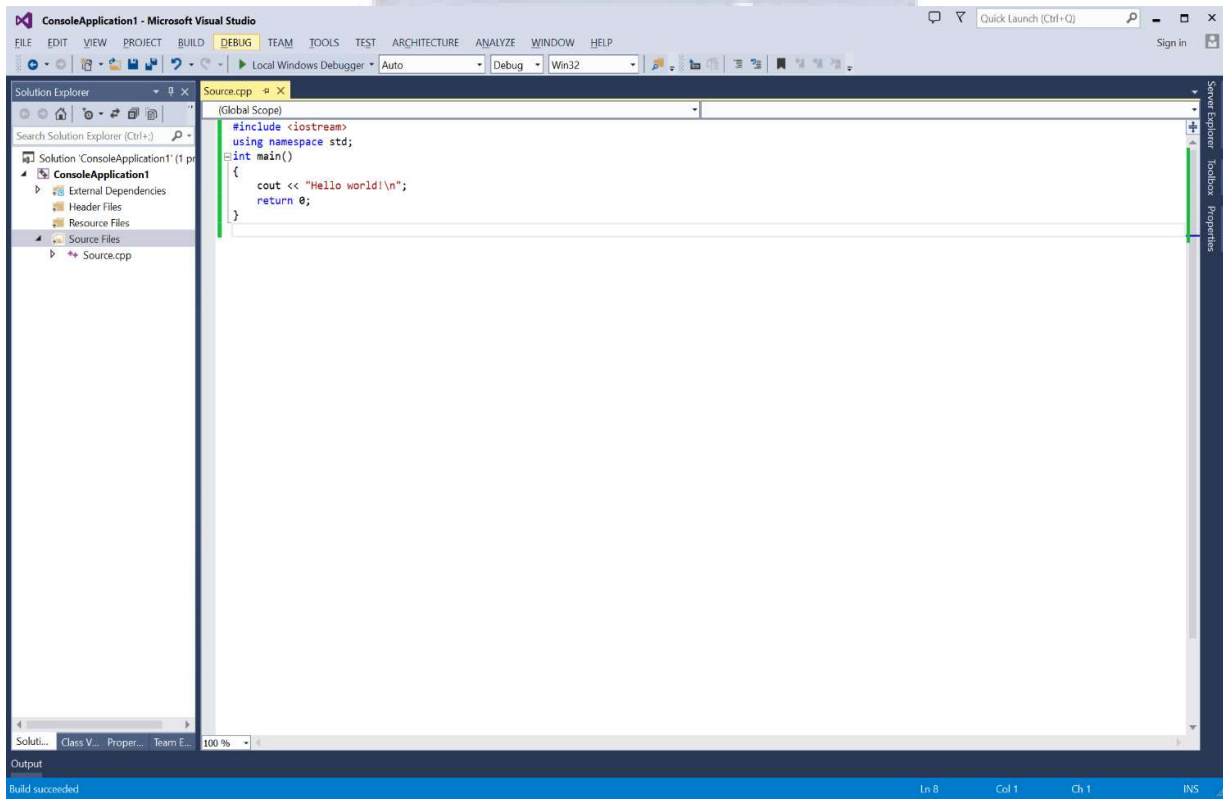 ConsoleApplication1 - Microsoft Visual Studio
Quick Launch (Ctrl+Q)
FILE EDIT VIEW PROJECT BUILD DEBUG TEAM TOOLS TEST ARCHITECTURE ANALYZE WINDOW HELP
Sign in
Local Windows Debugger Auto Debug Win32
Solution Explorer
Search Solution Explorer (Ctrl+;)
Solution 'ConsoleApplication1' (1 pr
ConsoleApplication1
External Dependencies
Header Files
Resource Files
Source Files
Source.cpp
Soluti... Class V... Proper... Team E...
Source.cpp
(Global Scope)
#include <iostream>
using namespace std;
int main()
{
cout << "Hello world!\n";
return 0;
}
100 %
Server Explorer
Toolbox
Properties
Output
Build succeeded
Ln 8 Col 1 Ch 1 INS